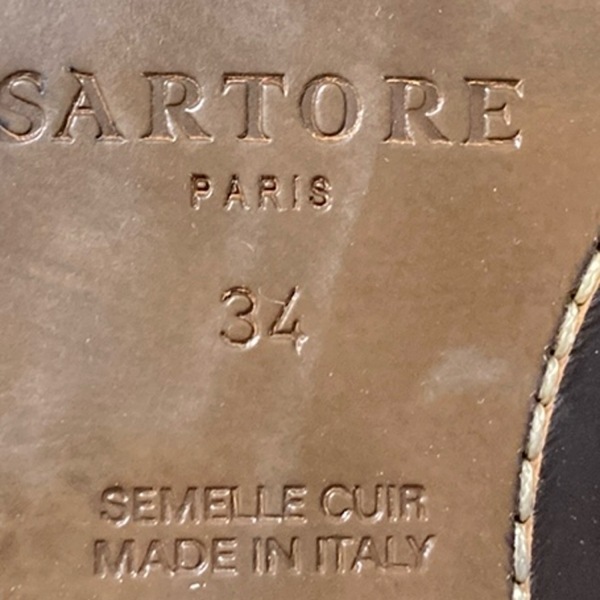 SARTORE
PARIS
34
SEMELLE CUIR
MADE IN ITALY